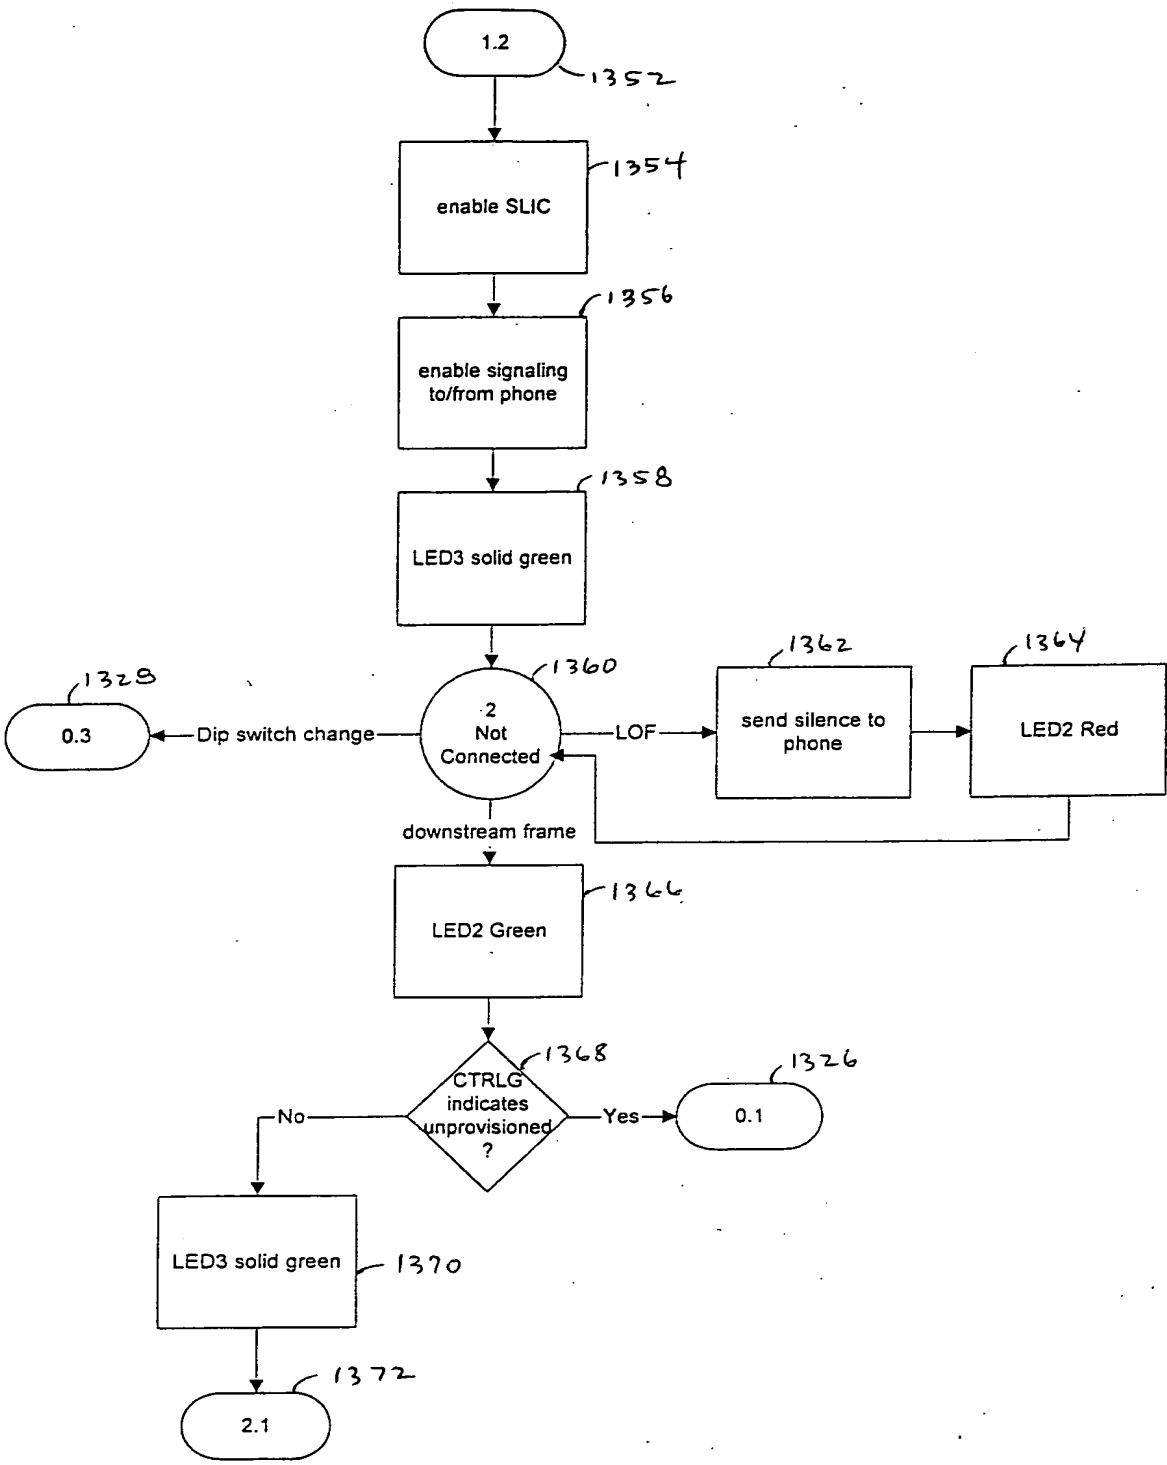 1.2
1352
1354
enable SLIC
1356
enable signaling
to/from phone
1358
LED3 solid green
1360
1362
1364
1328
2
Not
Connected
0.3
Dip switch change
LOF
send silence to
phone
LED2 Red
downstream frame
1366
LED2 Green
1368
1326
CTRLG
indicates
unprovisioned
?
No
Yes
0.1
LED3 solid green
1370
1372
2.1